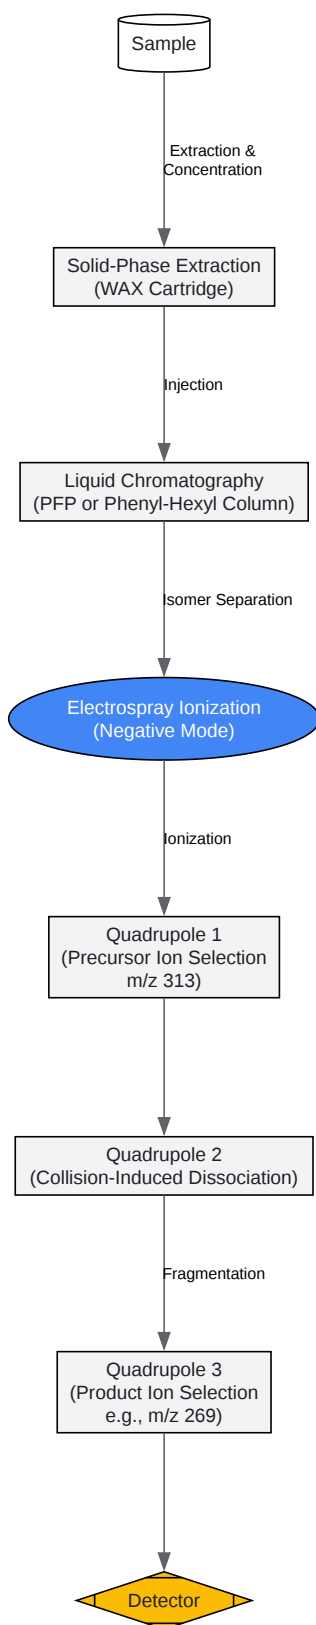 Sample
Extraction &
Concentration
Solid-Phase Extraction
(WAX Cartridge)
Injection
Liquid Chromatography
(PFP or Phenyl-Hexyl Column)
Isomer Separation
Electrospray Ionization
(Negative Mode)
Ionization
Quadrupole 1
(Precursor Ion Selection
m/z 313)
Quadrupole 2
(Collision-Induced Dissociation)
Fragmentation
Quadrupole 3
(Product Ion Selection
e.g., m/z 269)
Detector